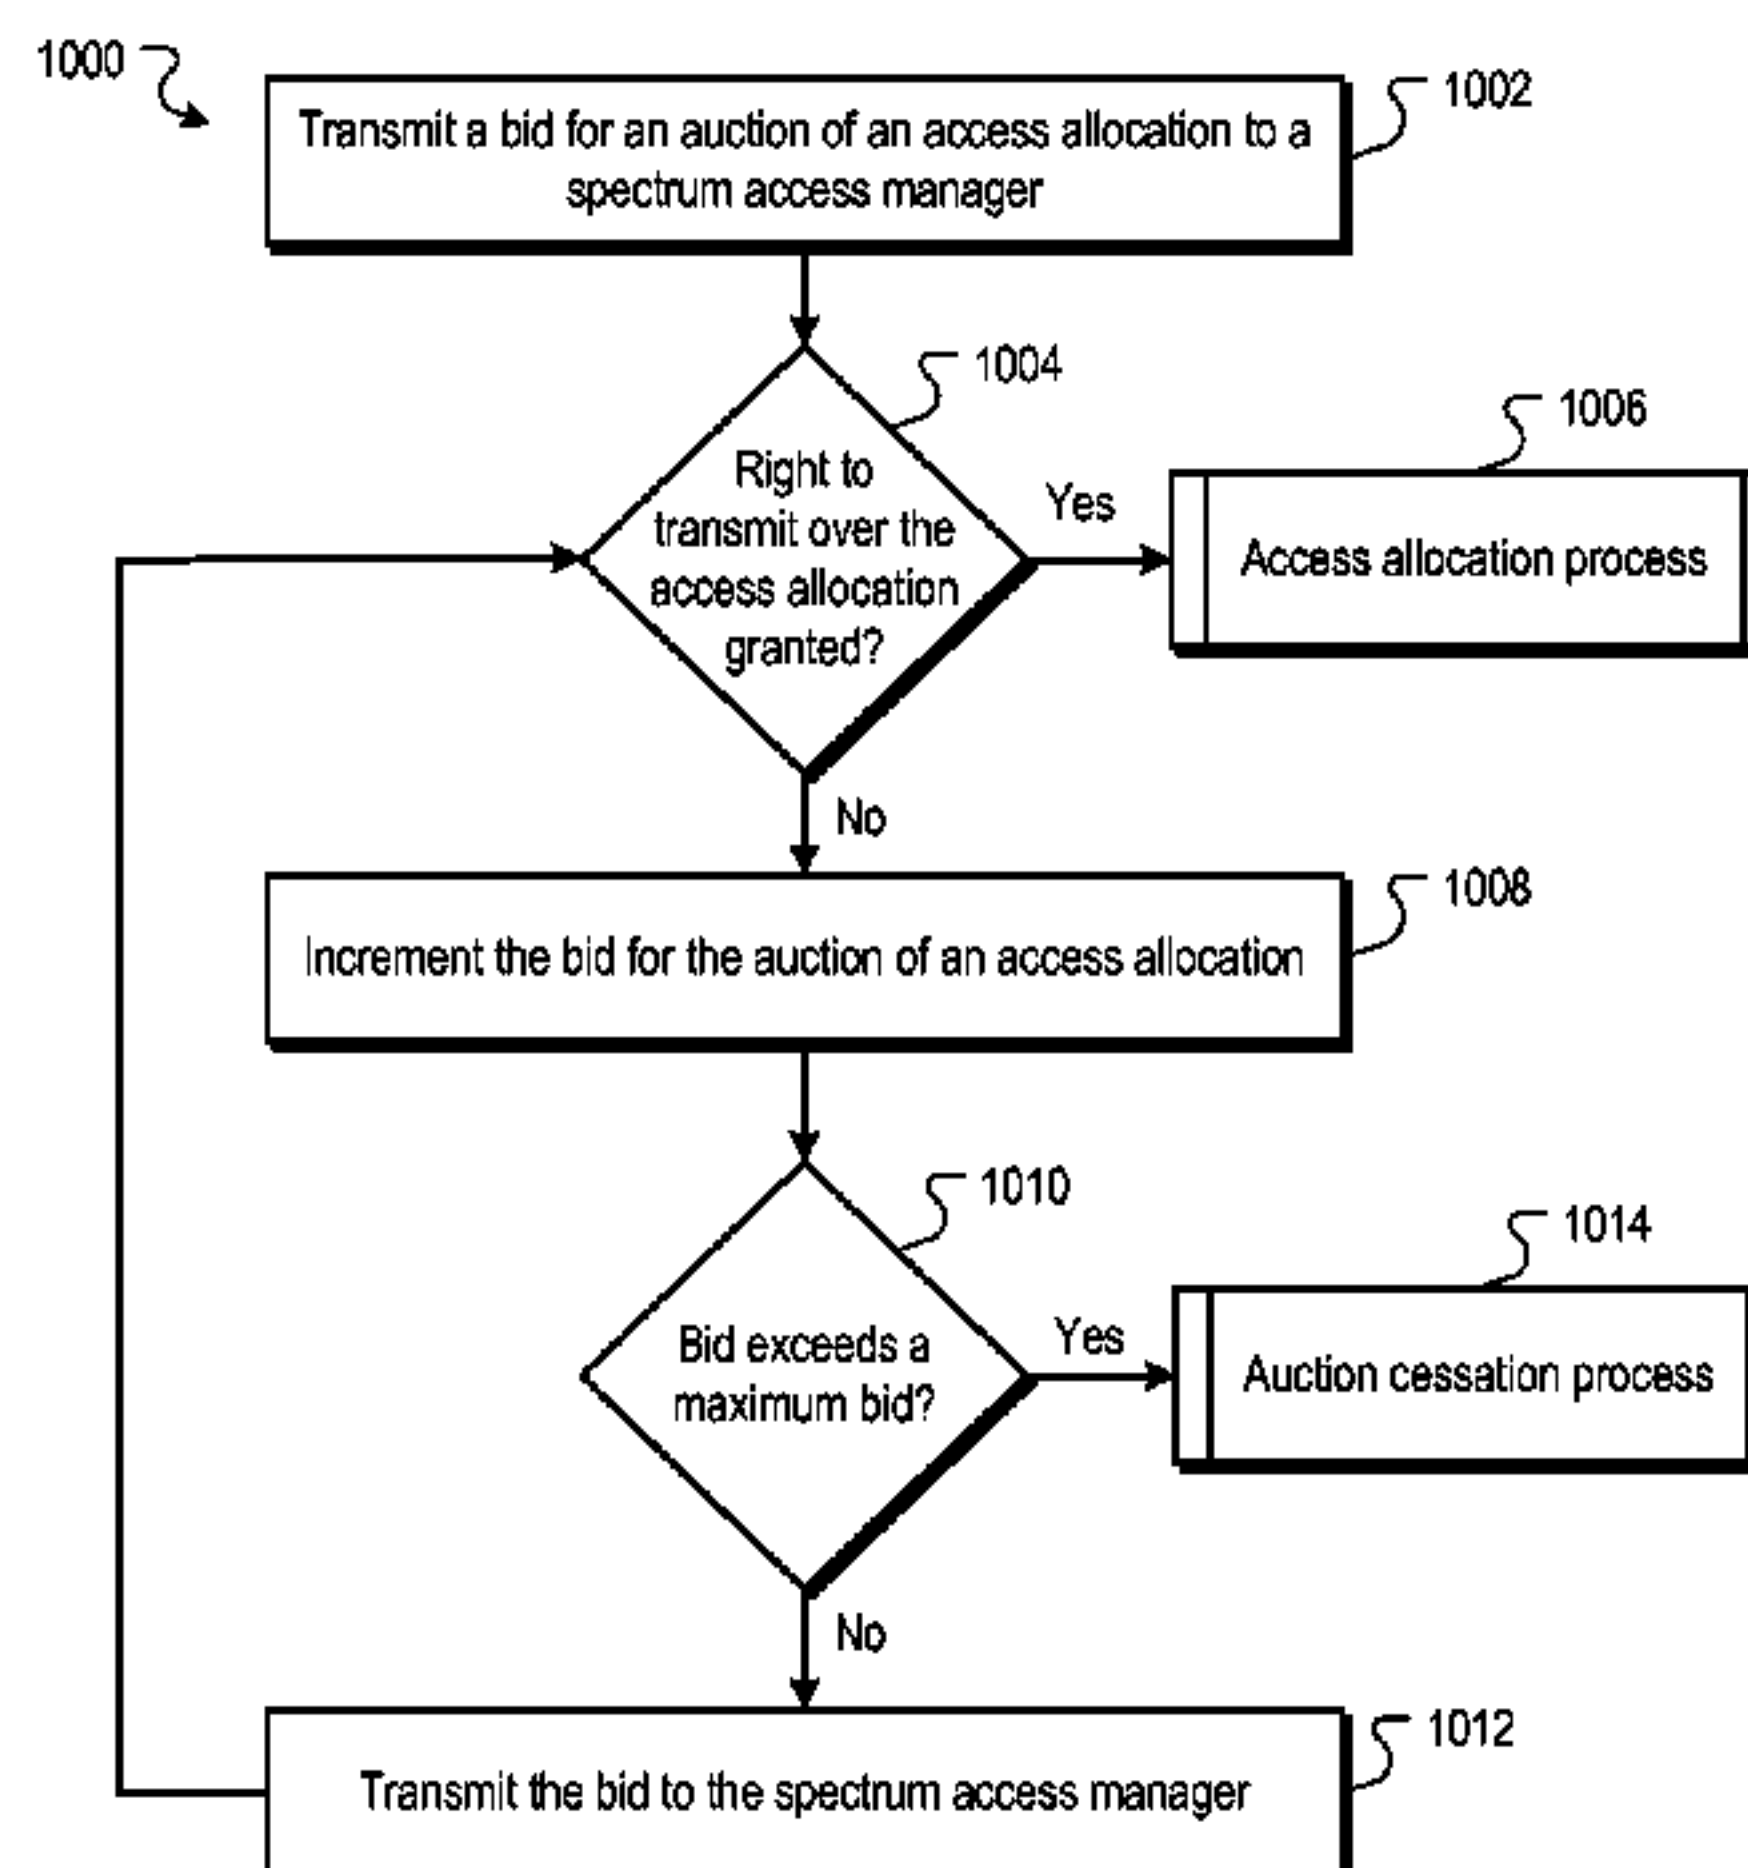 1000
1002
Transmit a bid for an auction of an access allocation to a
spectrum access manager
1004
1006
Right to
transmit over the
access allocation
granted?
Yes
Access allocation process
No
1008
Increment the bid for the auction of an access allocation
1010
1014
Bid exceeds a
maximum bid?
Yes
Auction cessation process
No
1012
Transmit the bid to the spectrum access manager